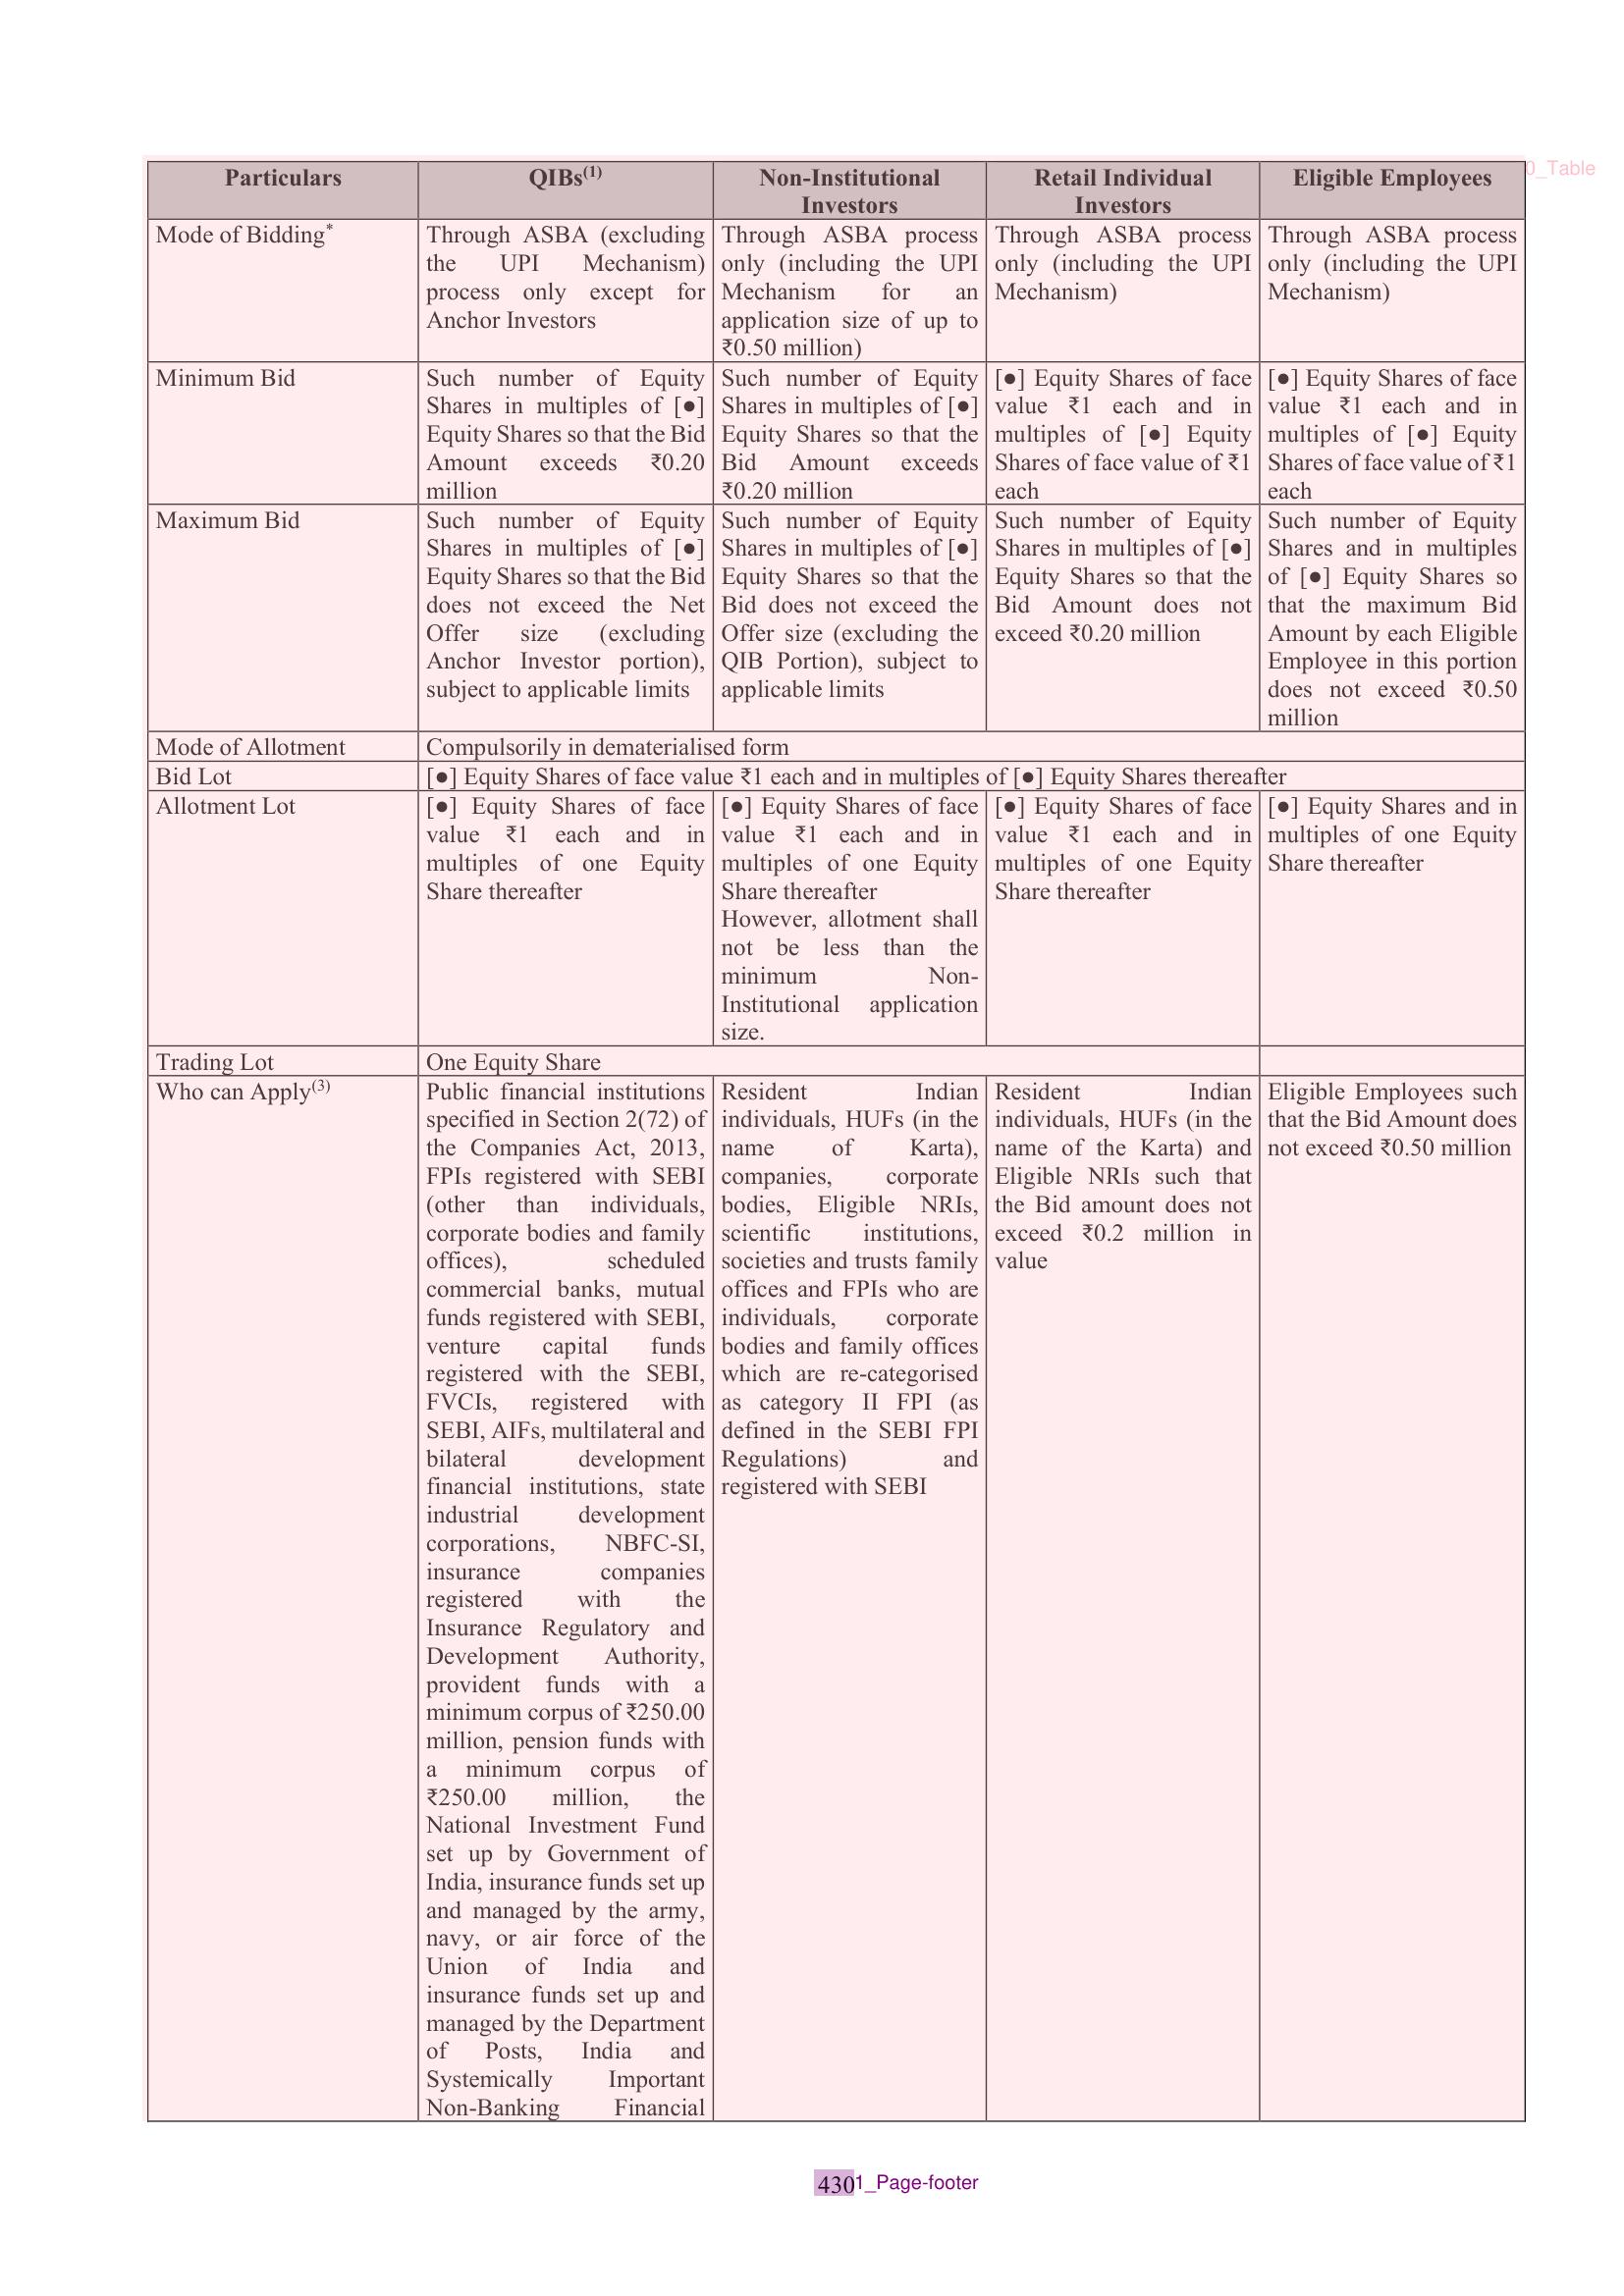 Particulars
QIBs(1)
Non-Institutional
Investors
Retail Individual
Investors
Eligible Employees
0_Table
Mode of Bidding*
Through ASBA (excluding
the UPI Mechanism)
process only except for
Anchor Investors
Through ASBA process
only (including the UPI
Mechanism for an
application size of up to
₹0.50 million)
Through ASBA process
only (including the UPI
Mechanism)
Through ASBA process
only (including the UPI
Mechanism)
Minimum Bid
Such number of Equity
Shares in multiples of [●]
Equity Shares so that the Bid
Amount exceeds ₹0.20
million
Such number of Equity
Shares in multiples of [●]
Equity Shares so that the
Bid Amount exceeds
₹0.20 million
[●] Equity Shares of face
value ₹1 each and in
multiples of [●] Equity
Shares of face value of ₹1
each
[●] Equity Shares of face
value ₹1 each and in
multiples of [●] Equity
Shares of face value of ₹1
each
Maximum Bid
Such number of Equity
Shares in multiples of [●]
Equity Shares so that the Bid
does not exceed the Net
Offer size (excluding
Anchor Investor portion),
subject to applicable limits
Such number of Equity
Shares in multiples of [●]
Equity Shares so that the
Bid does not exceed the
Offer size (excluding the
QIB Portion), subject to
applicable limits
Such number of Equity
Shares in multiples of [●]
Equity Shares so that the
Bid Amount does not
exceed ₹0.20 million
Such number of Equity
Shares and in multiples
of [●] Equity Shares so
that the maximum Bid
Amount by each Eligible
Employee in this portion
does not exceed ₹0.50
million
Mode of Allotment
Compulsorily in dematerialised form
Bid Lot
[●] Equity Shares of face value ₹1 each and in multiples of [●] Equity Shares thereafter
Allotment Lot
[●] Equity Shares of face
value ₹1 each and in
multiples of one Equity
Share thereafter
[●] Equity Shares of face
value ₹1 each and in
multiples of one Equity
Share thereafter
However, allotment shall
not be less than the
minimum Non-
Institutional application
size.
[●] Equity Shares of face
value ₹1 each and in
multiples of one Equity
Share thereafter
[●] Equity Shares and in
multiples of one Equity
Share thereafter
Trading Lot
One Equity Share
Who can Apply(3)
Public financial institutions
specified in Section 2(72) of
the Companies Act, 2013,
FPIs registered with SEBI
(other than individuals,
corporate bodies and family
offices), scheduled
commercial banks, mutual
funds registered with SEBI,
venture capital funds
registered with the SEBI,
FVCIs, registered with
SEBI, AIFs, multilateral and
bilateral development
financial institutions, state
industrial development
corporations, NBFC-SI,
insurance companies
registered with the
Insurance Regulatory and
Development Authority,
provident funds with a
minimum corpus of ₹250.00
million, pension funds with
a minimum corpus of
₹250.00 million, the
National Investment Fund
set up by Government of
India, insurance funds set up
and managed by the army,
navy, or air force of the
Union of India and
insurance funds set up and
managed by the Department
of Posts, India and
Systemically Important
Non-Banking Financial
Resident Indian
individuals, HUFs (in the
name of Karta),
companies, corporate
bodies, Eligible NRIs,
scientific institutions,
societies and trusts family
offices and FPIs who are
individuals, corporate
bodies and family offices
which are re-categorised
as category II FPI (as
defined in the SEBI FPI
Regulations) and
registered with SEBI
Resident Indian
individuals, HUFs (in the
name of the Karta) and
Eligible NRIs such that
the Bid amount does not
exceed ₹0.2 million in
value
Eligible Employees such
that the Bid Amount does
not exceed ₹0.50 million
430
1_Page-footer